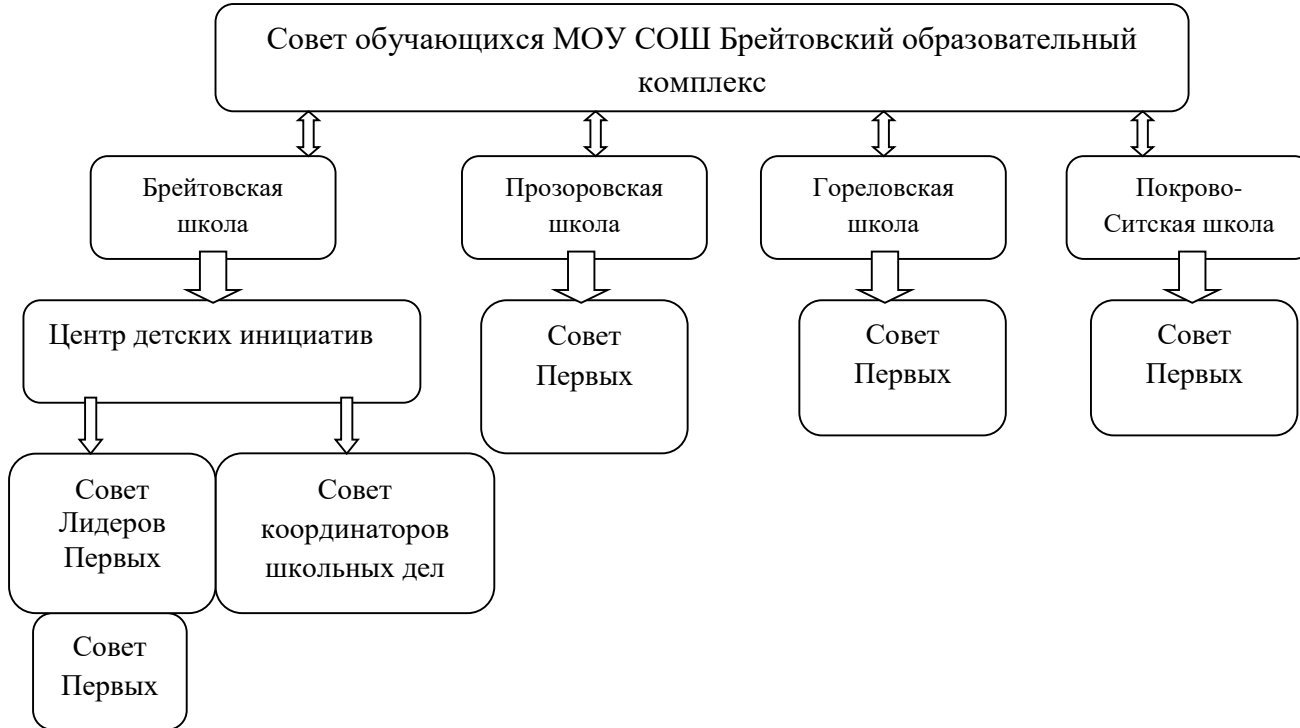 Совет обучающихся МОУ СОШ Брейтовский образовательный
комплекс
Брейтовская
школа
Прозоровская
школа
Гореловская
школа
Покрово-
Ситская школа
Центр детских инициатив
Совет
Первых
Совет
Первых
Совет
Первых
Совет
Лидеров
Первых
Совет
координаторов
школьных дел
Совет
Первых